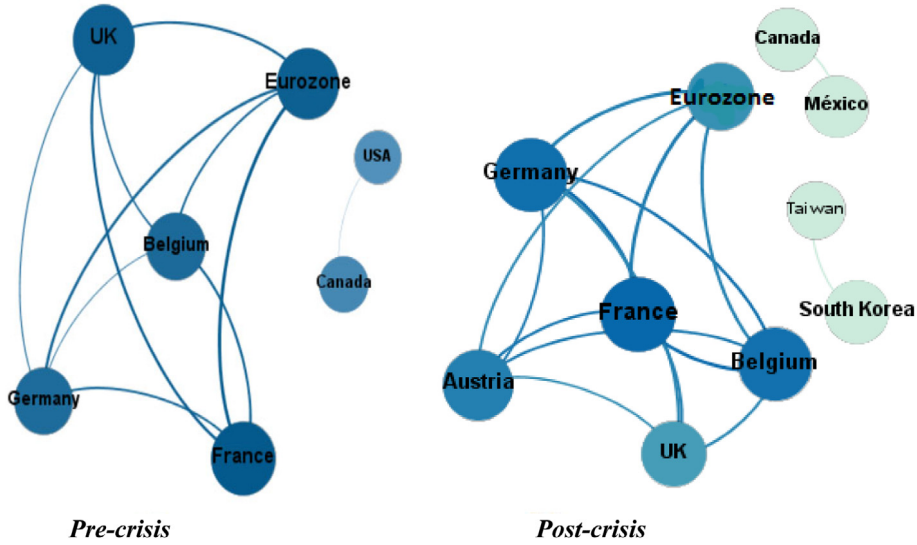 UK
Eurozone
USA
Belgium
Canada
Germany
France
Pre-crisis
Canada
Eurozone
México
Germany
Taiwan
France
South Korea
Belgium
Austria
UK
Post-crisis